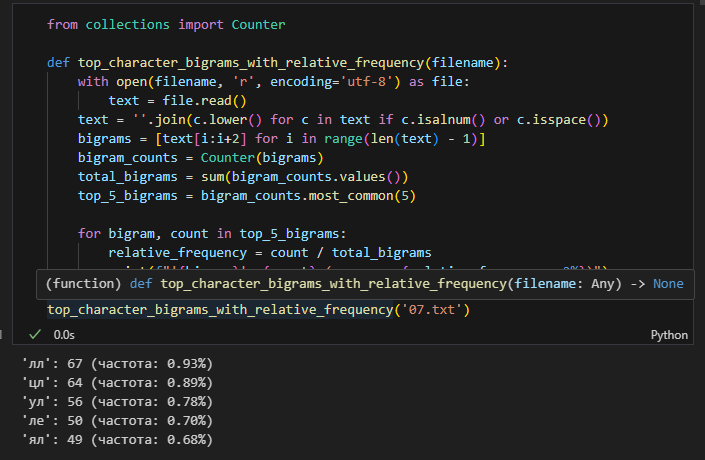 from collections import Counter
def top_character_bigrams_with_relative_frequency(filename):
with open(filename, 'r', encoding='utf-8') as file:
text = file.read()
text = ''.join(c.lower() for c in text if c.isalnum() or c.isspace())
bigrams = [text[i:i+2] for i in range(len(text) - 1)]
bigram_counts = Counter(bigrams)
total_bigrams = sum(bigram_counts.values())
top_5_bigrams = bigram_counts.most_common(5)
for bigram, count in top_5_bigrams:
relative_frequency = count / total_bigrams
(function) def top_character_bigrams_with_relative_frequency(filename: Any) -> None
top_character_bigrams_with_relative_frequency('07.txt')
0.0s
Python
'лл': 67 (частота: 0.93%)
'цл': 64 (частота: 0.89%)
'ул': 56 (частота: 0.78%)
'ле': 50 (частота: 0.70%)
'ял': 49 (частота: 0.68%)